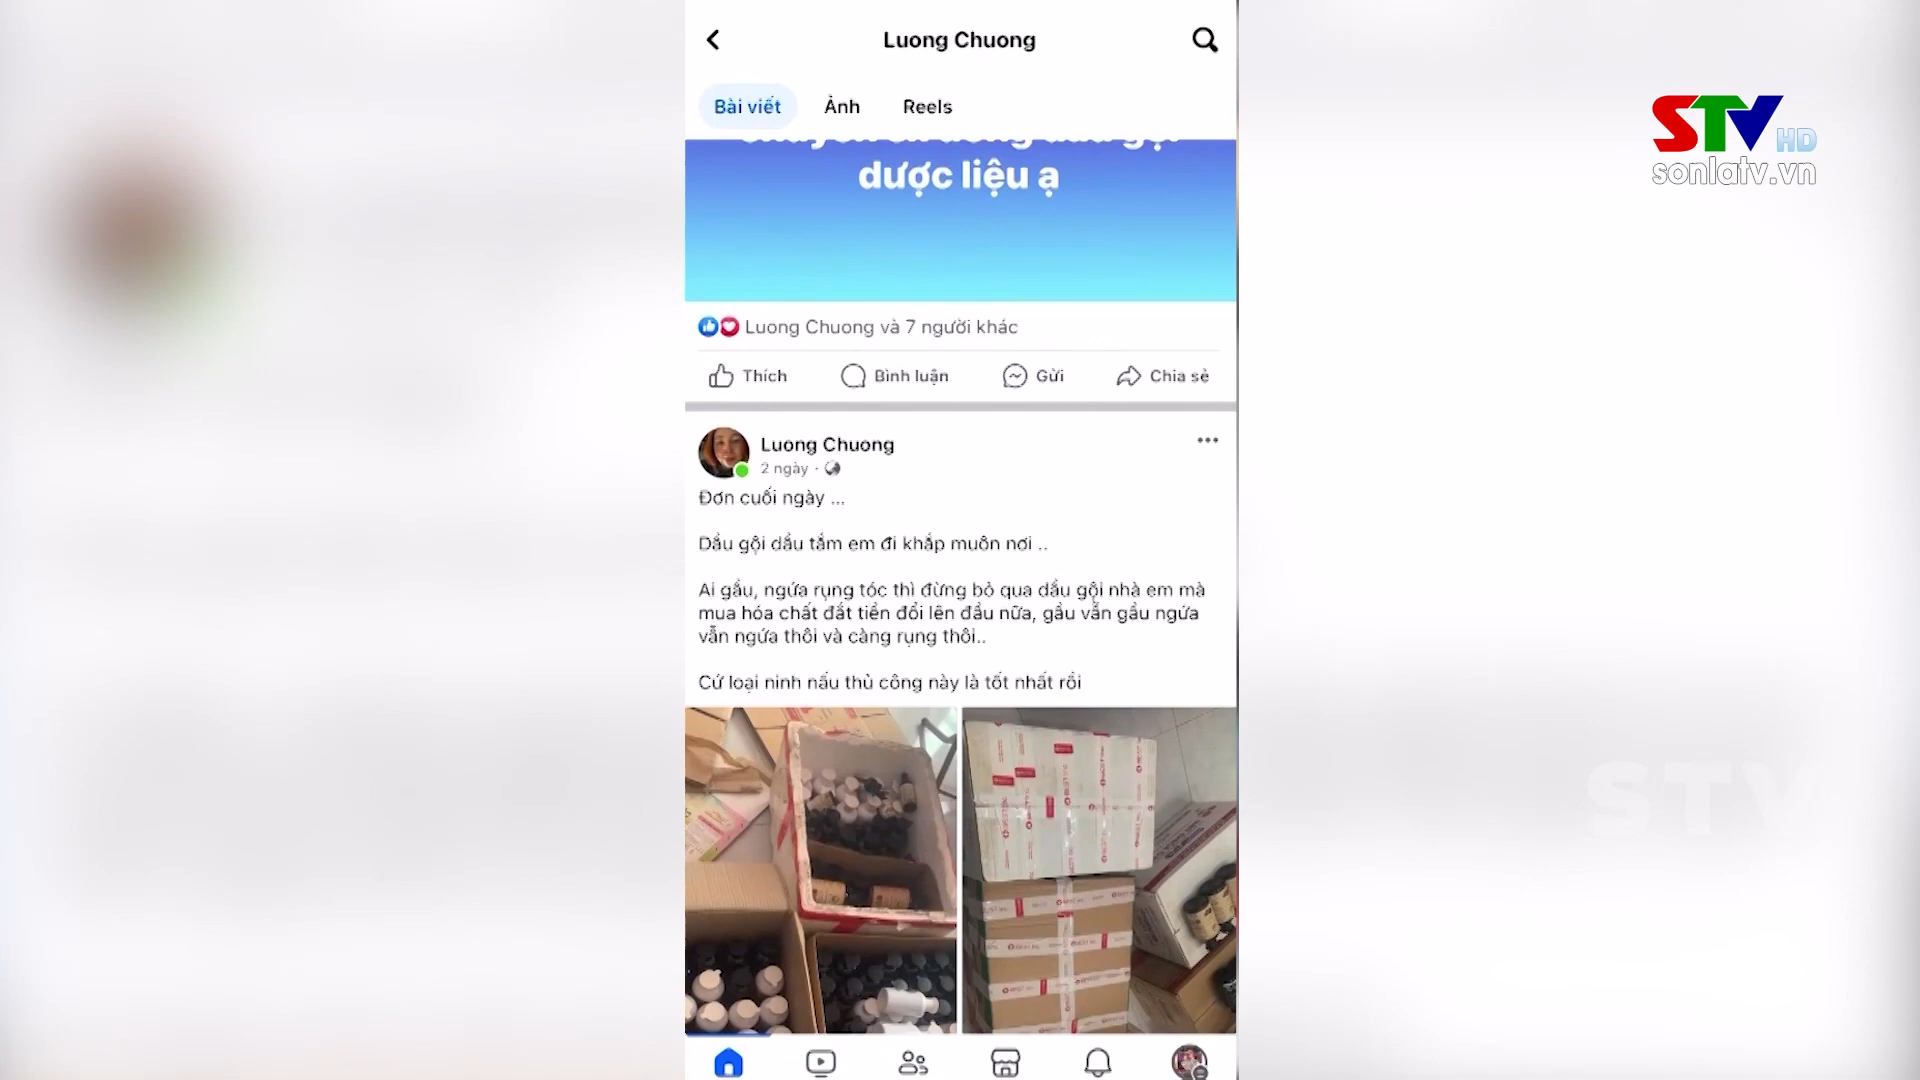 Luong Chuong
Bài viết
Ảnh
Reels
STV HD
sonlatv.vn
dược liệu ạ
Luong Chuong và 7 người khác
Thích
Bình luận
Gửi
Chia sẻ
Luong Chuong
2 ngày ·
Đơn cuối ngày ...
Dầu gội dầu tắm em đi khắp muôn nơi ..
Ai gầu, ngứa rụng tóc thì đừng bỏ qua dầu gội nhà em mà
mua hóa chất đắt tiền đổi lên đầu nữa, gầu vẫn gầu ngứa
vẫn ngứa thôi và càng rụng thôi..
Cứ loại ninh nấu thủ công này là tốt nhất rồi
STV